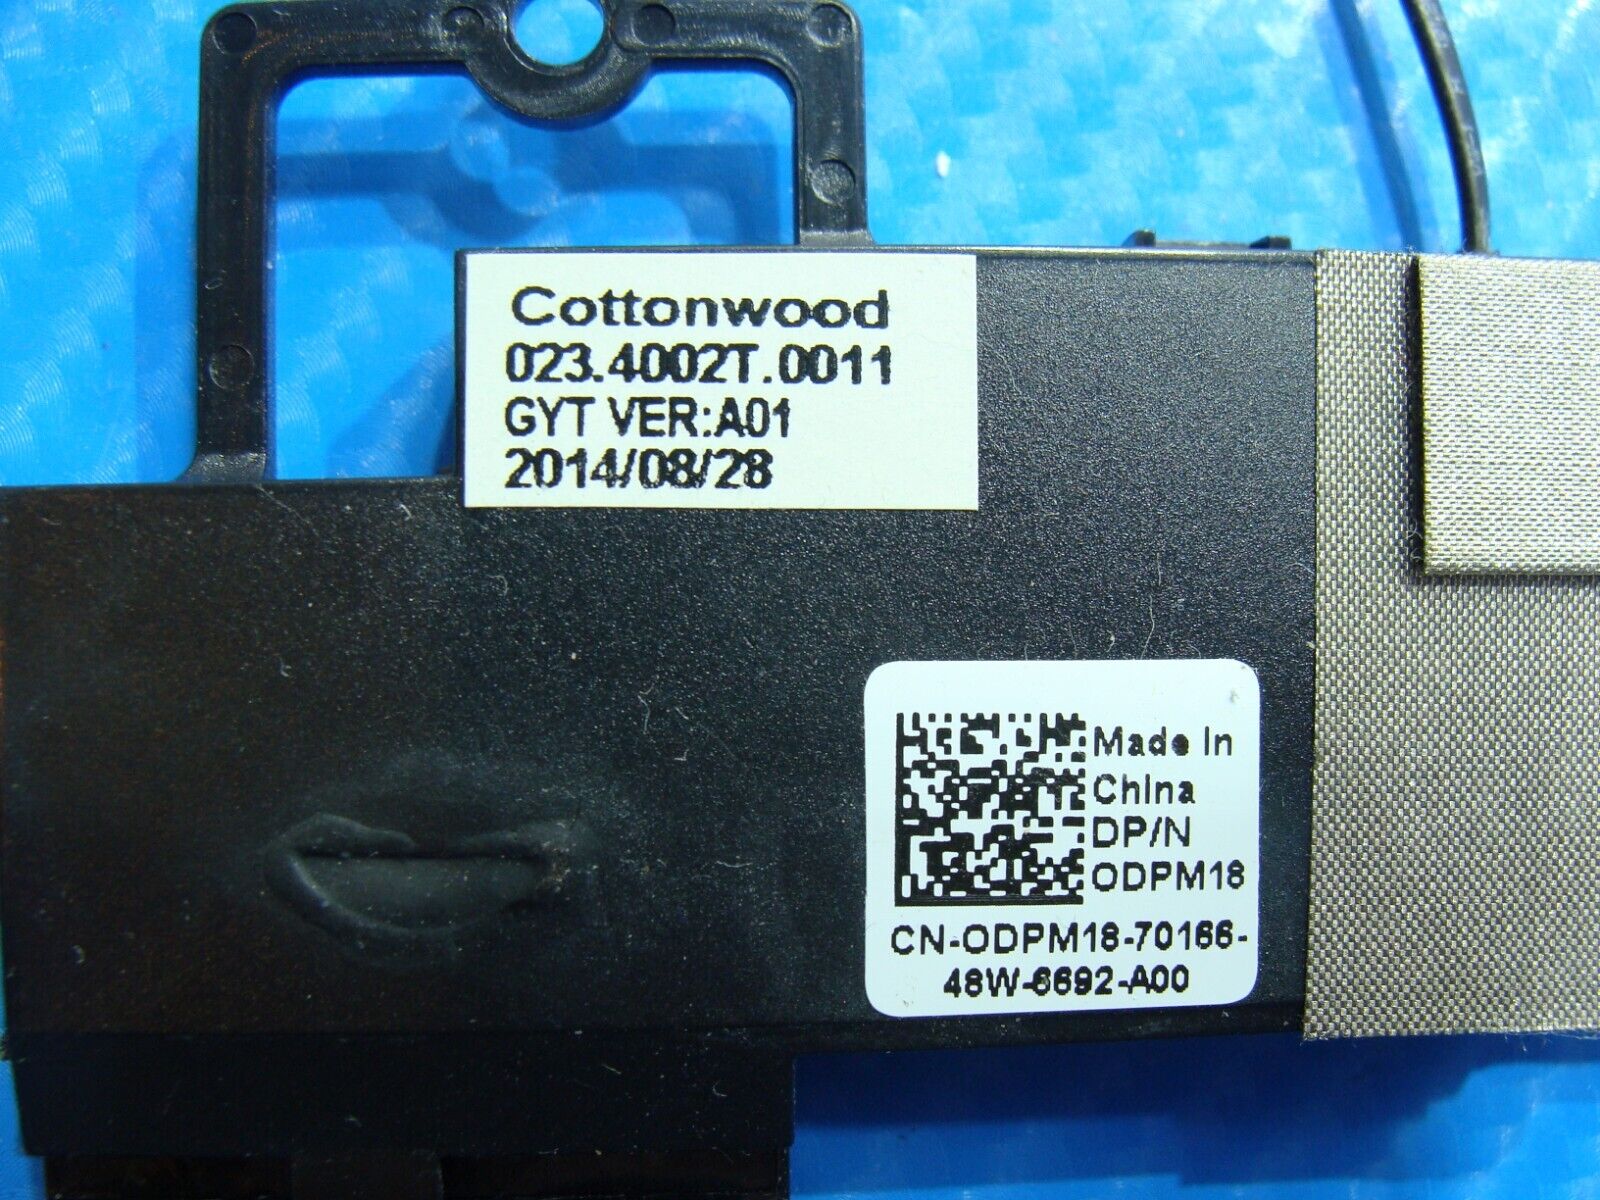 Cottonwood
023.4002T.0011
GYT VER:A01
2014/08/28
Made In
China
DP/N
0DPM18
CN-0DPM18-70166-
48W-6692-A00